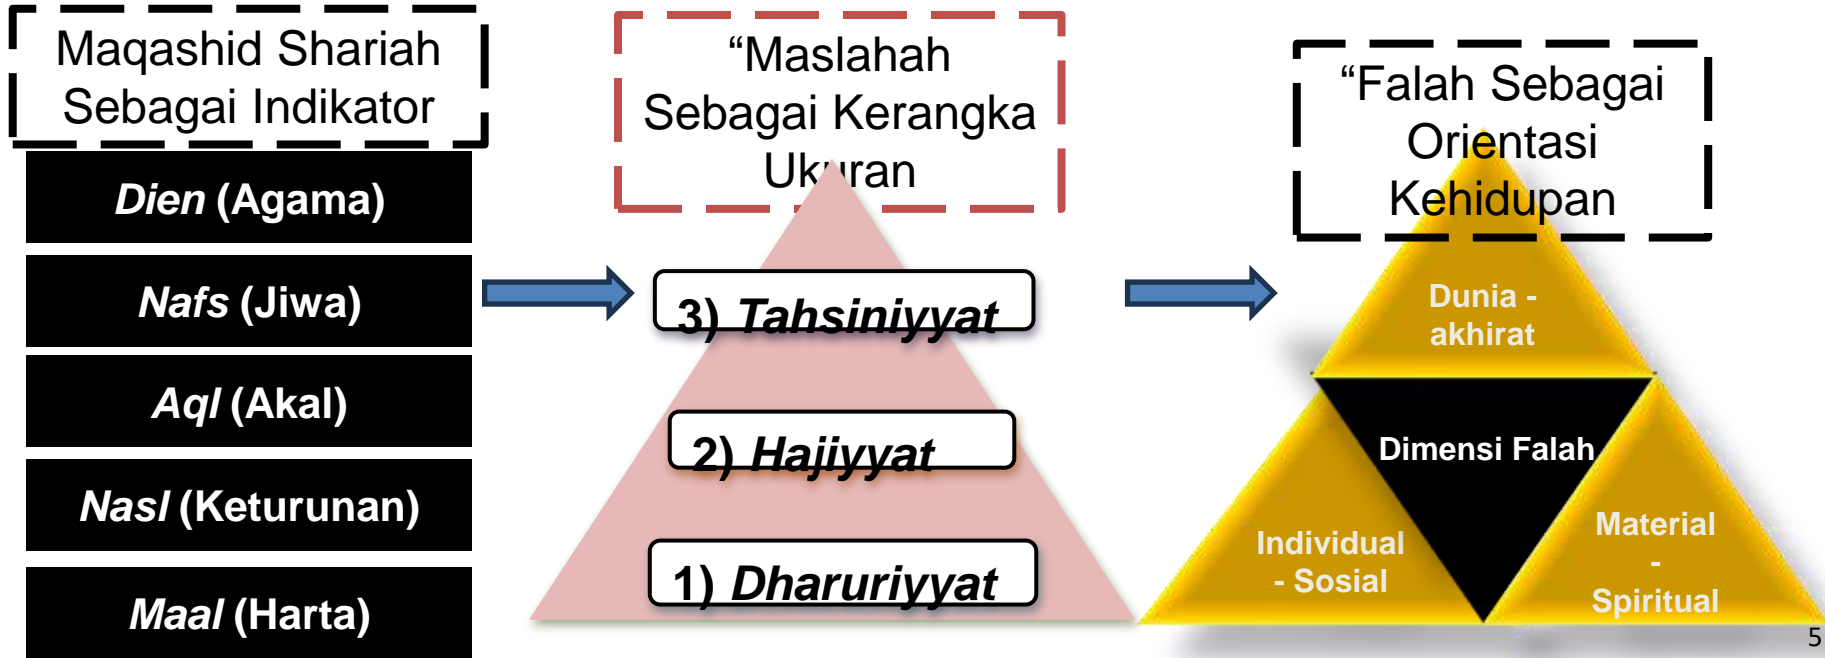 Maqashid Shariah
Sebagai Indikator
Dien (Agama)
Nafs (Jiwa)
Aql (Akal)
Nasl (Keturunan)
Maal (Harta)
“Maslahah
Sebagai Kerangka
Ukuran
3) Tahsiniyyat
2) Hajiyyat
1) Dharuriyyat
“Falah Sebagai
Orientasi
Kehidupan
Dunia -
akhirat
Dimensi Falah
Individual
- Sosial
Material
-
Spiritual
5